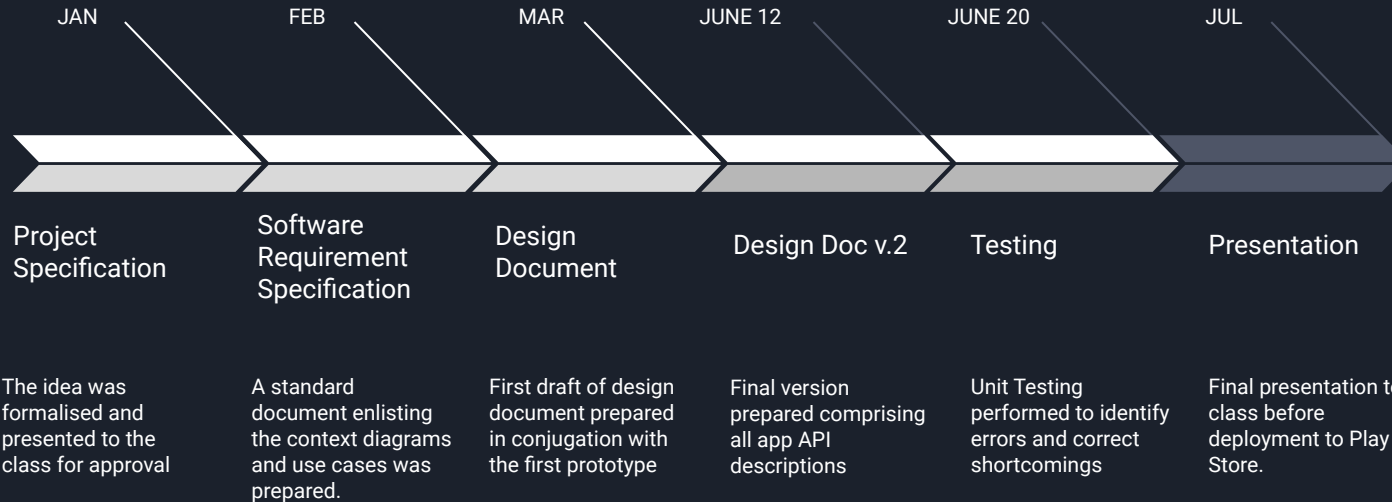 JAN
FEB
MAR
JUNE 12
JUNE 20
JUL
Project
Specification
Software
Requirement
Specification
Design
Document
Design Doc v.2
Testing
Presentation
The idea was
formalised and
presented to the
class for approval
A standard
document enlisting
the context diagrams
and use cases was
prepared.
First draft of design
document prepared
in conjugation with
the first prototype
Final version
prepared comprising
all app API
descriptions
Unit Testing
performed to identify
errors and correct
shortcomings
Final presentation to
class before
deployment to Play
Store.